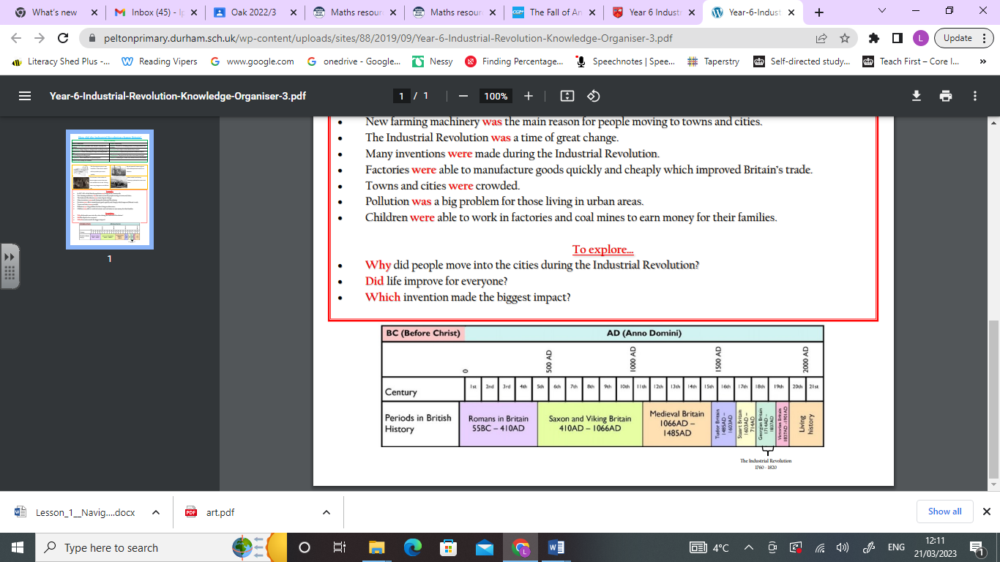 What's new
Inbox (45) - l
Oak 2022/3
Maths resour
Maths resour
CGM The Fall of An
Year 6 Industr
Year-6-Indust
peltonprimary.durham.sch.uk/wp-content/uploads/sites/88/2019/09/Year-6-Industrial-Revolution-Knowledge-Organiser-3.pdf
L
Update
Literacy Shed Plus -...
Reading Vipers
www.google.com
onedrive - Google...
Nessy
Finding Percentage...
Speechnotes | Spee...
Taperstry
Self-directed study...
Teach First – Core I...
»
Year-6-Industrial-Revolution-Knowledge-Organiser-3.pdf
1 / 1
100%
New farming machinery was the main reason for people moving to towns and cities.
The Industrial Revolution was a time of great change.
Many inventions were made during the Industrial Revolution.
Factories were able to manufacture goods quickly and cheaply which improved Britain's trade.
Towns and cities were crowded.
Pollution was a big problem for those living in urban areas.
Children were able to work in factories and coal mines to earn money for their families.
To explore...
Why did people move into the cities during the Industrial Revolution?
Did life improve for everyone?
Which invention made the biggest impact?
1
BC (Before Christ)
AD (Anno Domini)
0
500 AD
1000 AD
1500 AD
2000 AD
Century
1st 2nd 3rd 4th 5th 6th 7th 8th 9th 10th 11th 12th 13th 14th 15th 16th 17th 18th 19th 20th 21st
Periods in British
History
Romans in Britain
55BC – 410AD
Saxon and Viking Britain
410AD – 1066AD
Medieval Britain
1066AD –
1485AD
Tudor Britain
1485AD –
1603AD
Stuart Britain
1603AD –
714AD
Georgian Britain
1714AD –
1837AD
Victorian Britain
1837AD -1901AD
Living
history
The Industrial Revolution
1760 - 1820
Lesson_1__Navig....docx
PDF
art.pdf
Show all
Type here to search
4°C
ENG
12:11
21/03/2023
1